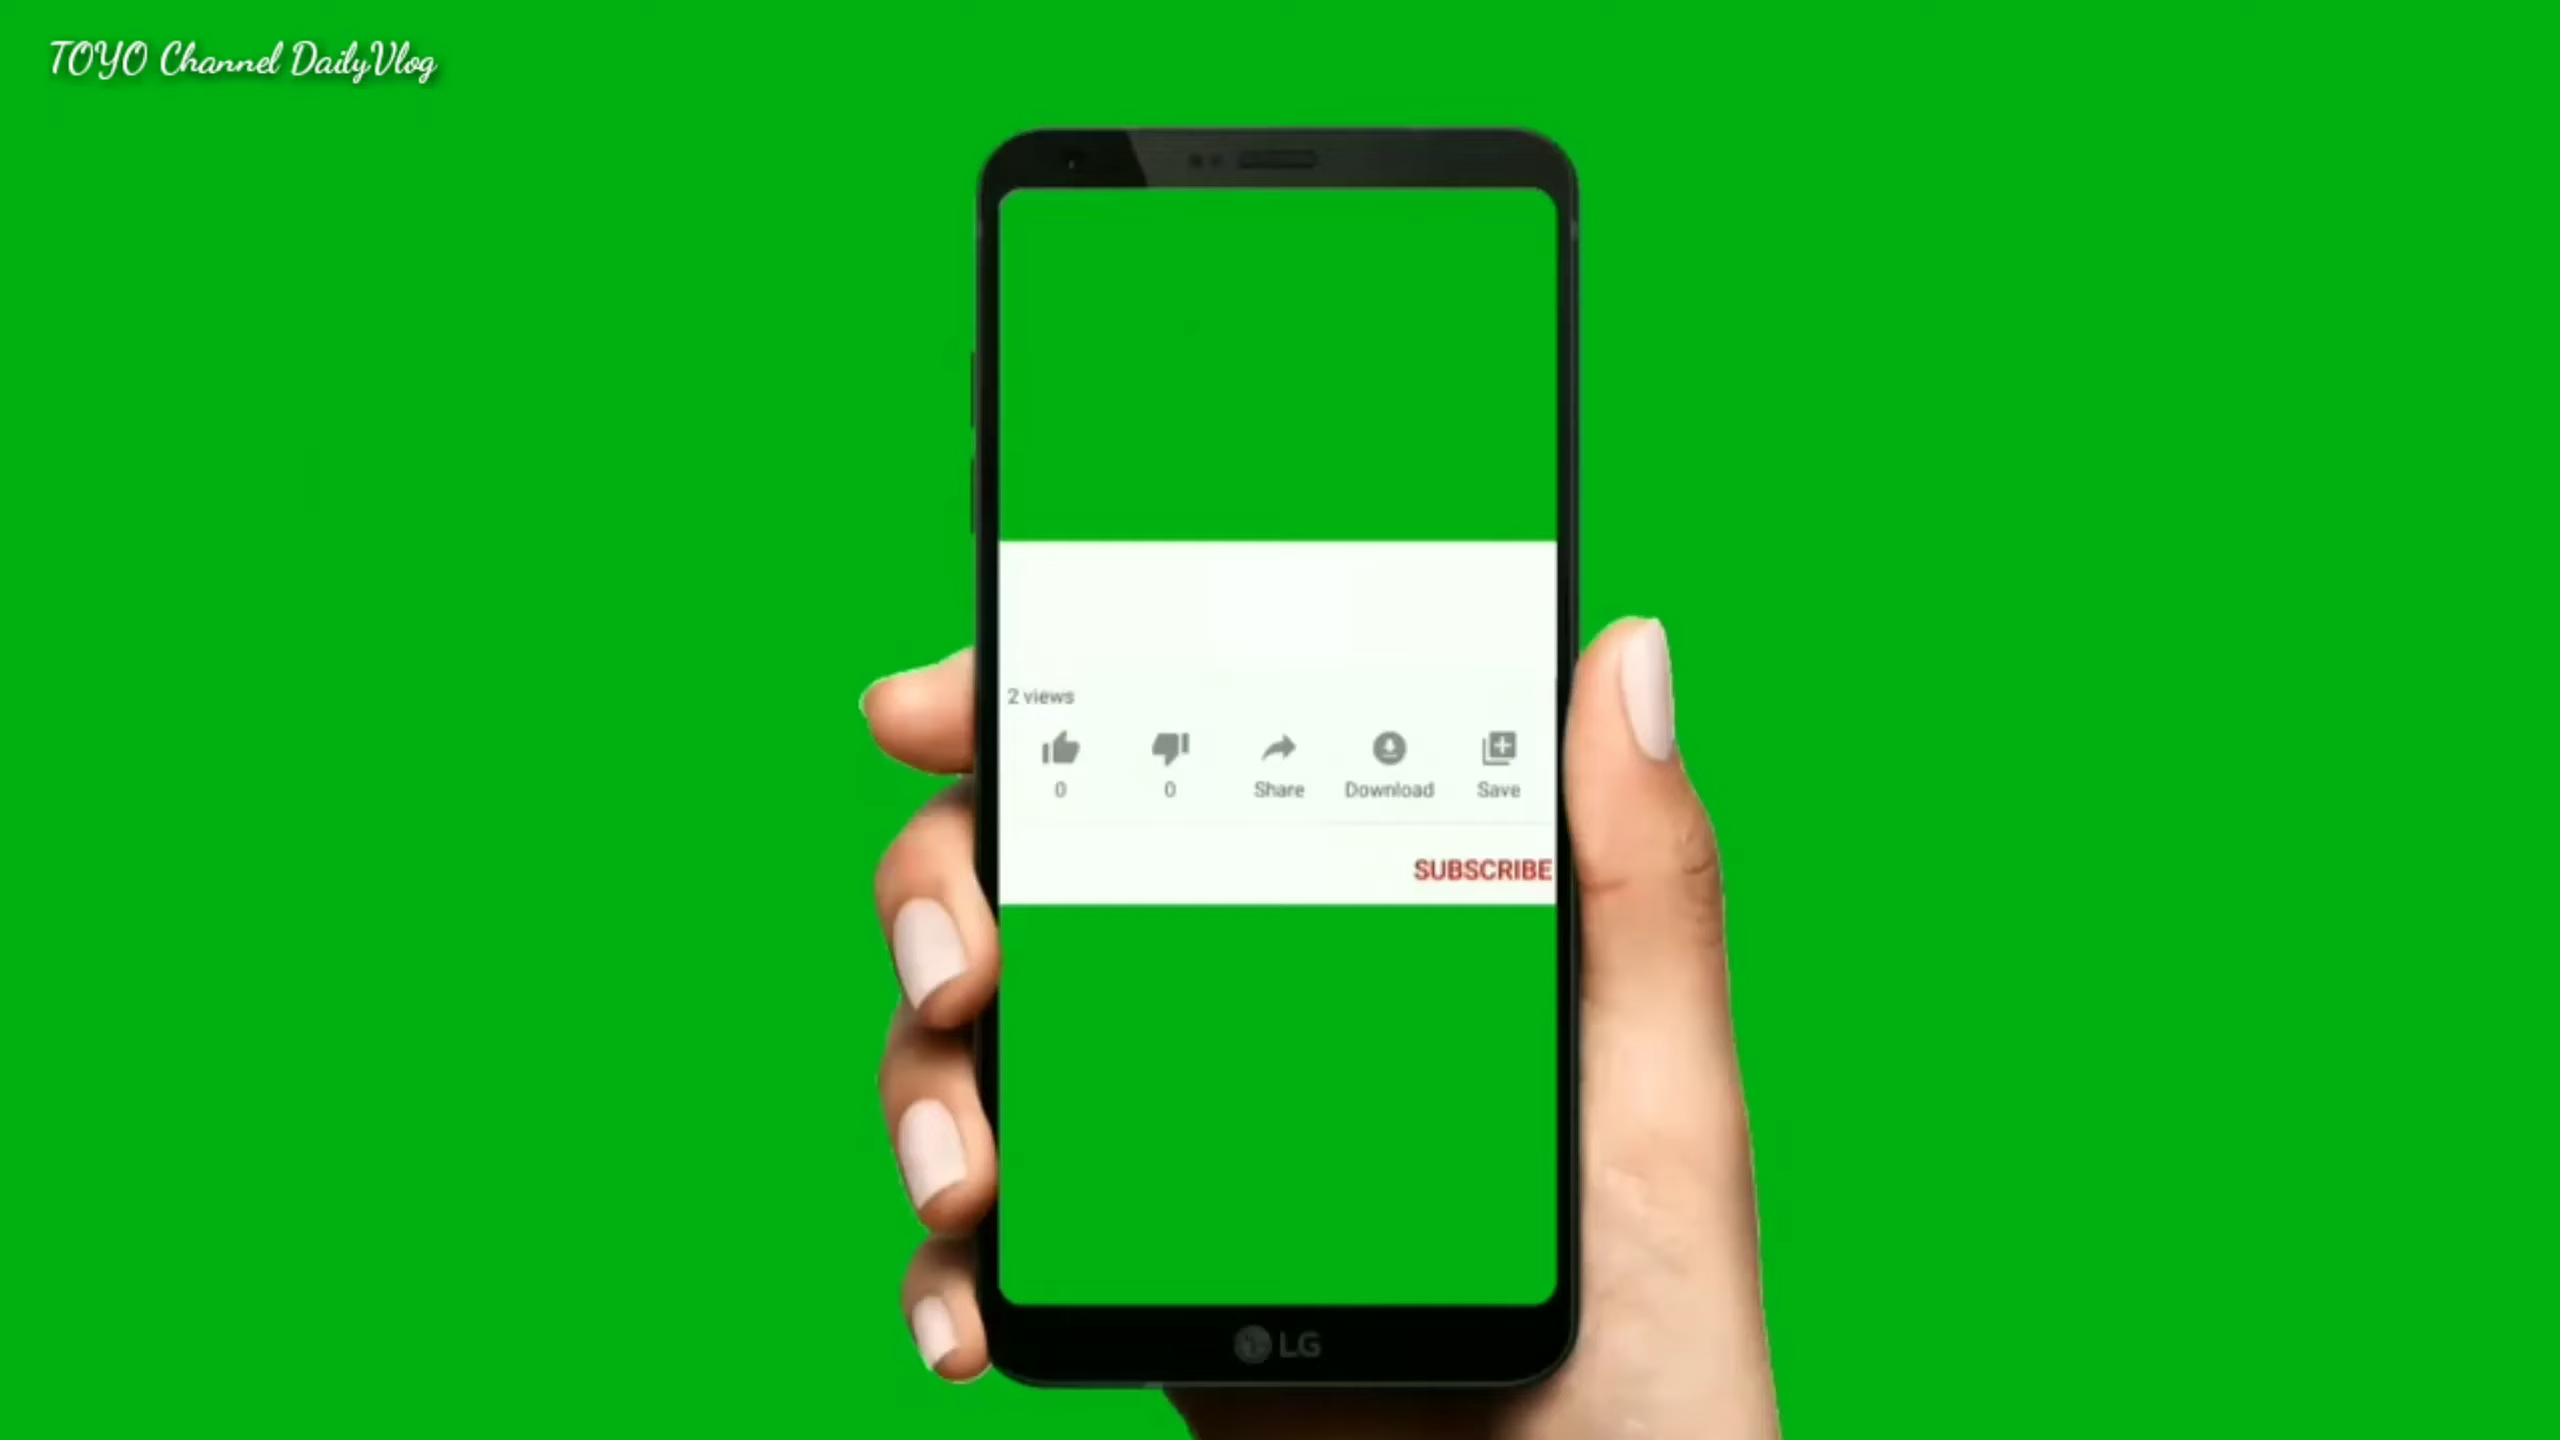 TOYO Channel DailyVlog
2 views
0 0 Share Download Save
SUBSCRIBE
LG